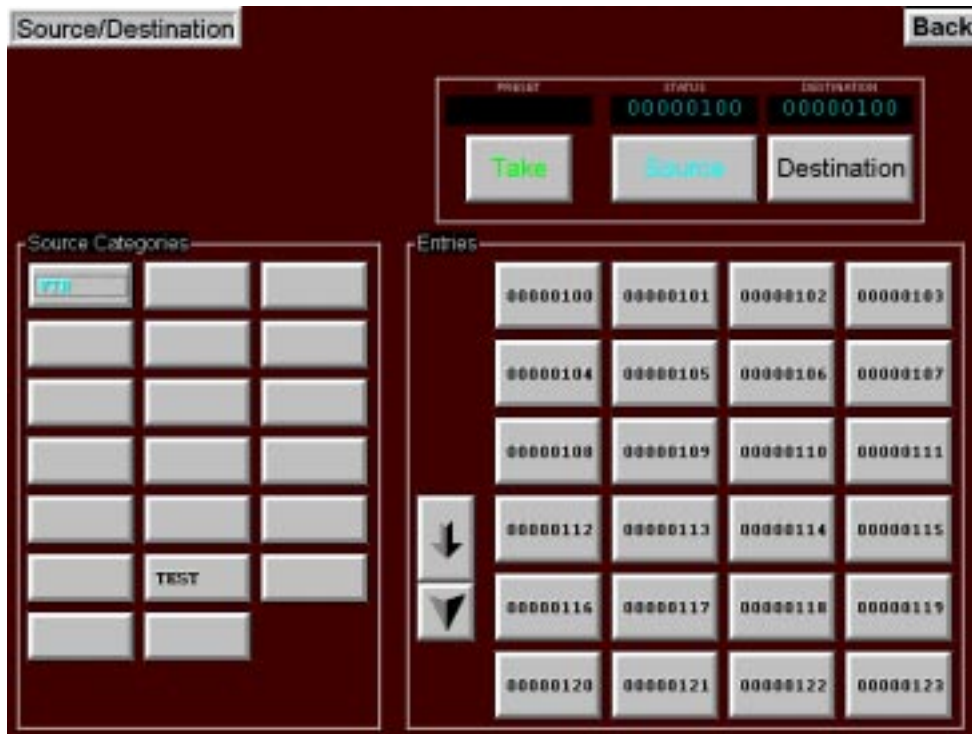 Source/Destination
Back
PRESET STATUS DESTINATION
00000100 00000100
Take Source Destination
Source Categories
Entries
VTR
TEST
00000100 00000101 00000102 00000103
00000104 00000105 00000106 00000107
00000108 00000109 00000110 00000111
00000112 00000113 00000114 00000115
00000116 00000117 00000118 00000119
00000120 00000121 00000122 00000123